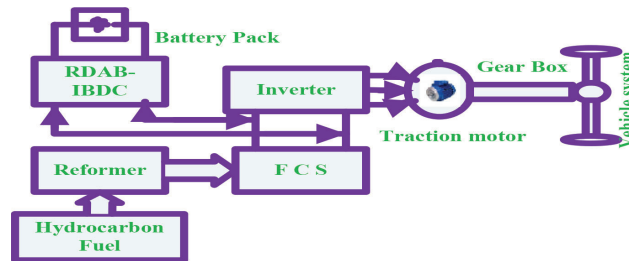 Battery Pack
RDAB-
IBDC
Inverter
Gear Box
Vehicle system
Traction motor
Reformer
F C S
Hydrocarbon
Fuel